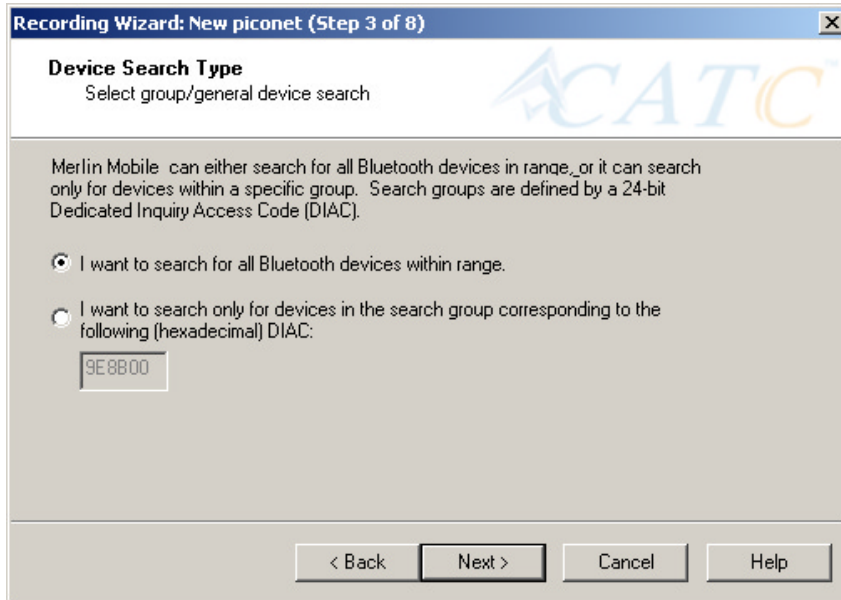 Recording Wizard: New piconet (Step 3 of 8)
Device Search Type
Select group/general device search
CATC™
Merlin Mobile can either search for all Bluetooth devices in range,_or it can search
only for devices within a specific group. Search groups are defined by a 24-bit
Dedicated Inquiry Access Code (DIAC).
I want to search for all Bluetooth devices within range.
I want to search only for devices in the search group corresponding to the
following (hexadecimal) DIAC:
9E8B00
< Back
Next >
Cancel
Help